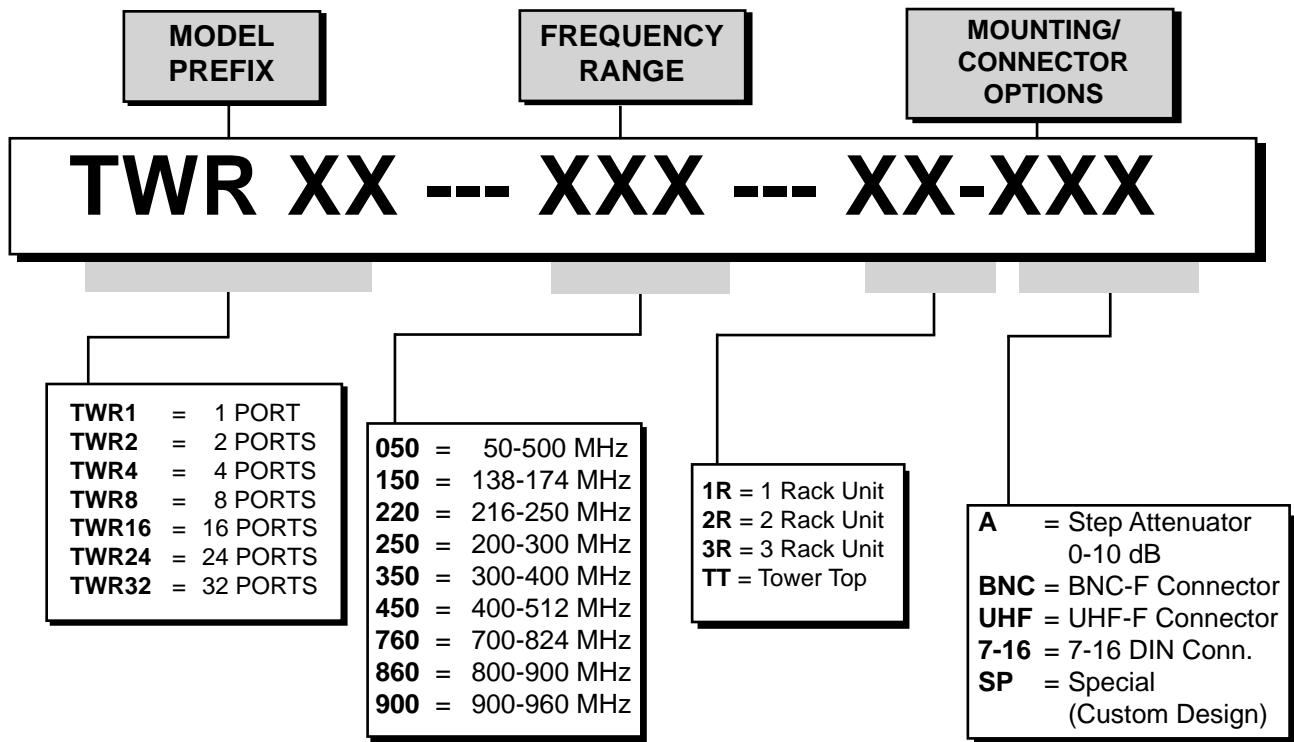 MODEL
PREFIX
FREQUENCY
RANGE
MOUNTING/
CONNECTOR
OPTIONS
TWR XX --- XXX --- XX-XXX
TWR1 = 1 PORT
TWR2 = 2 PORTS
TWR4 = 4 PORTS
TWR8 = 8 PORTS
TWR16 = 16 PORTS
TWR24 = 24 PORTS
TWR32 = 32 PORTS
050 = 50-500 MHz
150 = 138-174 MHz
220 = 216-250 MHz
250 = 200-300 MHz
350 = 300-400 MHz
450 = 400-512 MHz
760 = 700-824 MHz
860 = 800-900 MHz
900 = 900-960 MHz
1R = 1 Rack Unit
2R = 2 Rack Unit
3R = 3 Rack Unit
TT = Tower Top
A = Step Attenuator
0-10 dB
BNC = BNC-F Connector
UHF = UHF-F Connector
7-16 = 7-16 DIN Conn.
SP = Special
(Custom Design)